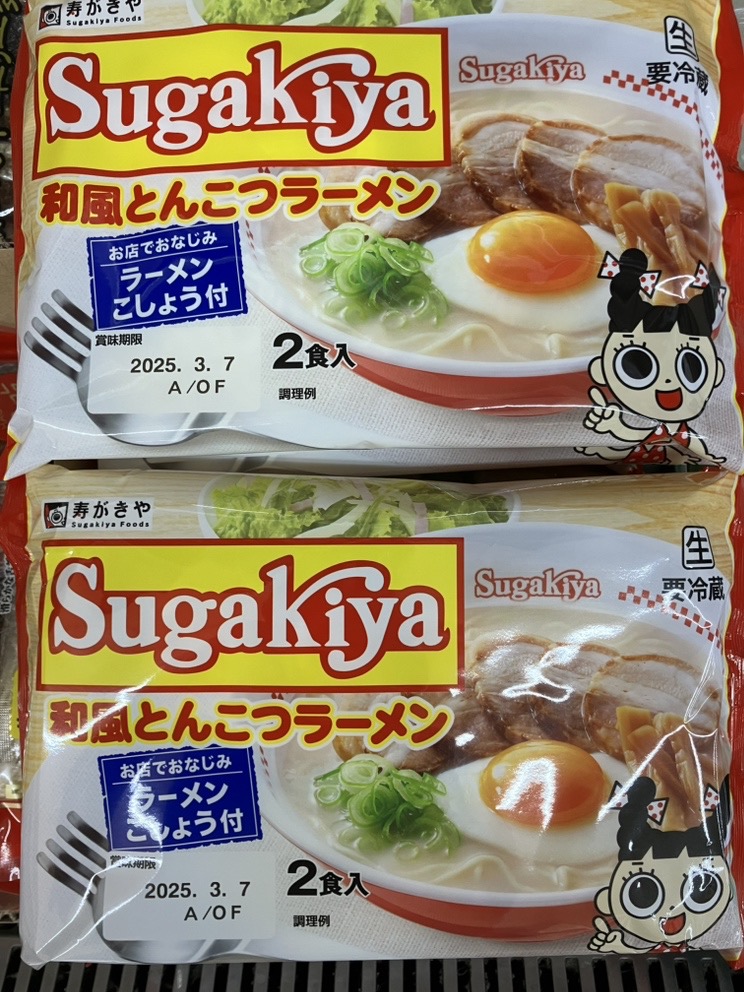 寿がきや
Sugakiya Foods
Sugakiya
Sugakiya
生
要冷蔵
和風とんこつラーメン
お店でおなじみ
ラーメン
こしょう付
賞味期限
2025. 3. 7
A/OF
2食入
調理例
寿がきや
Sugakiya Foods
Sugakiya
Sugakiya
生
要冷蔵
和風とんこつラーメン
お店でおなじみ
ラーメン
こしょう付
賞味期限
2025. 3. 7
A/OF
2食入
調理例